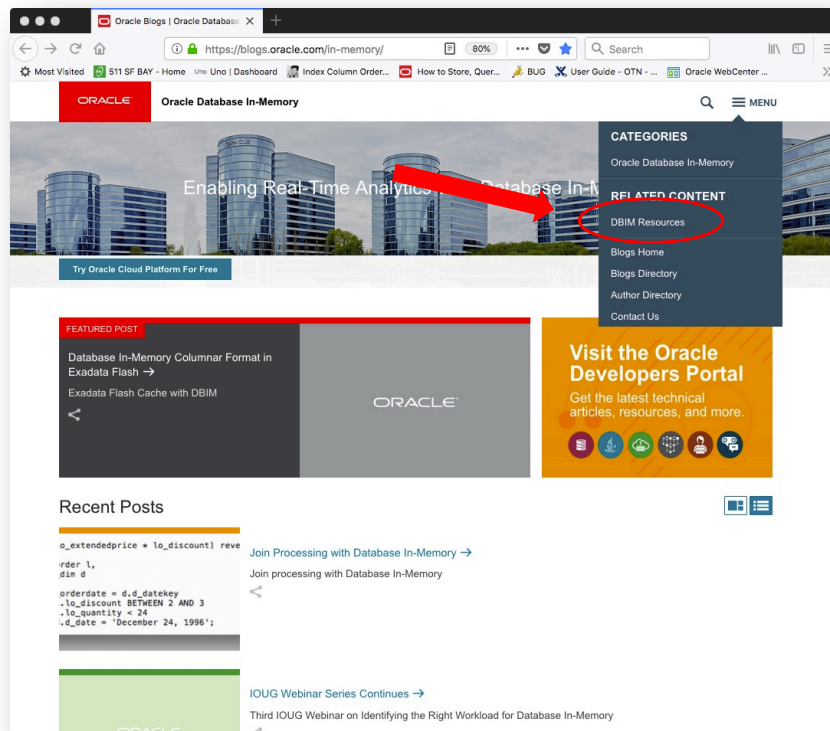 Oracle Blogs | Oracle Database
https://blogs.oracle.com/in-memory/
80%
Search
Most Visited
511 SF BAY - Home
Uno Uno | Dashboard
Index Column Order...
How to Store, Quer...
BUG
User Guide - OTN - ...
Oracle WebCenter ...
ORACLE
Oracle Database In-Memory
MENU
CATEGORIES
Oracle Database In-Memory
RELATED CONTENT
DBIM Resources
Blogs Home
Blogs Directory
Author Directory
Contact Us
ORACLE
Enabling Real-Time Analytics Database In-M
Try Oracle Cloud Platform For Free
FEATURED POST
Database In-Memory Columnar Format in
Exadata Flash →
Exadata Flash Cache with DBIM
ORACLE
Visit the Oracle
Developers Portal
Get the latest technical
articles, resources, and more.
Recent Posts
o_extendedprice * lo_discount) reve
rder l,
dim d
orderdate = d.d_datekey
.lo_discount BETWEEN 2 AND 3
.lo_quantity < 24
.d_date = 'December 24, 1996';
Join Processing with Database In-Memory →
Join processing with Database In-Memory
ORACLE
IOUG Webinar Series Continues →
Third IOUG Webinar on Identifying the Right Workload for Database In-Memory